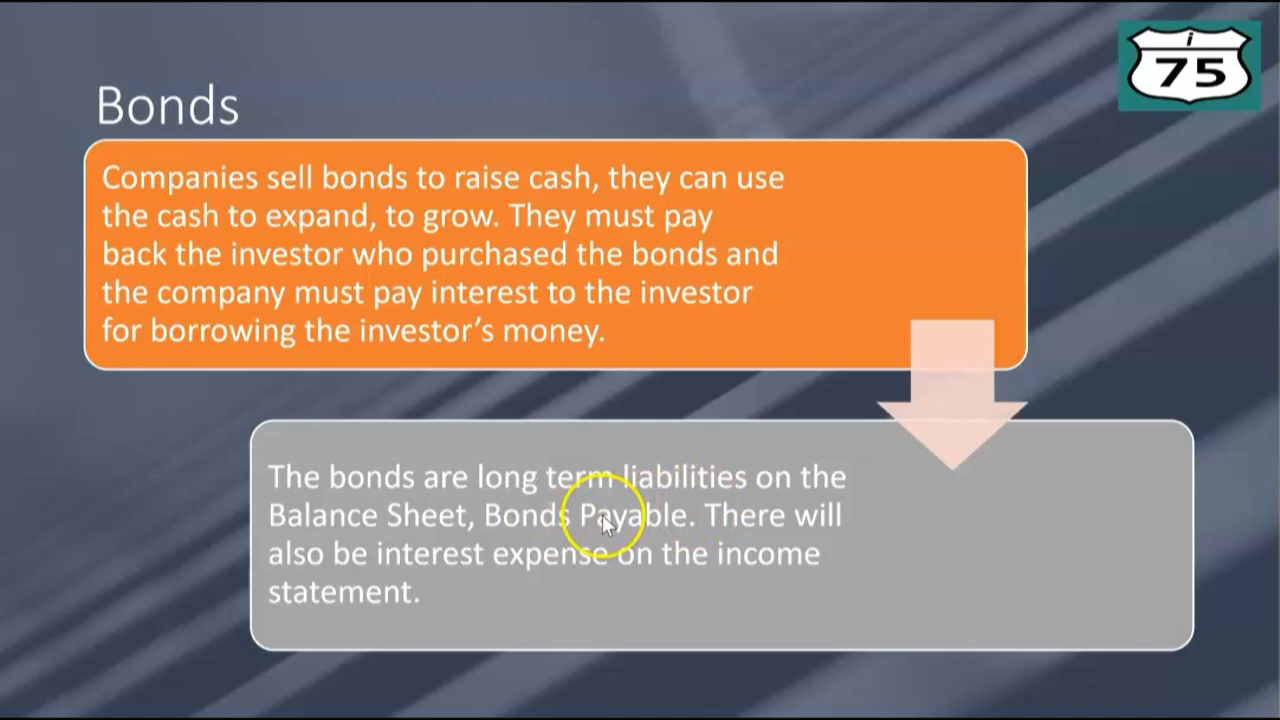 i
75
Bonds
Companies sell bonds to raise cash, they can use
the cash to expand, to grow. They must pay
back the investor who purchased the bonds and
the company must pay interest to the investor
for borrowing the investor’s money.
The bonds are long term liabilities on the
Balance Sheet, Bonds Payable. There will
also be interest expense on the income
statement.